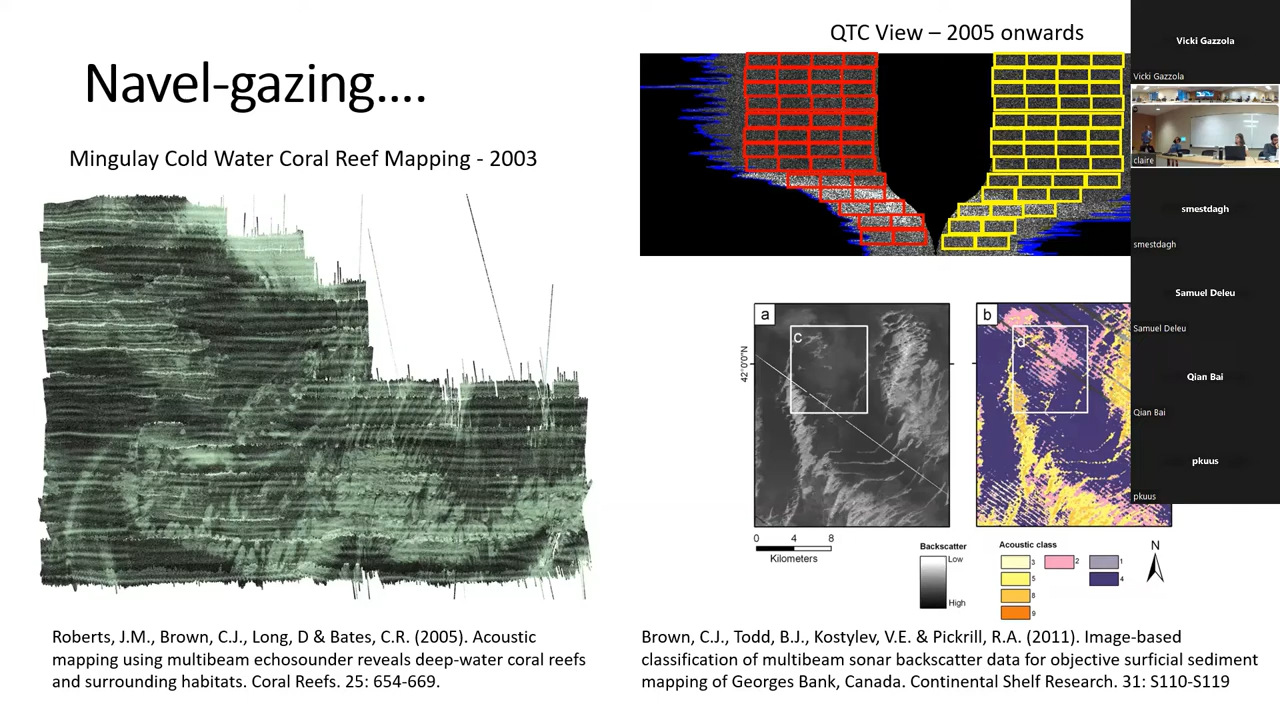 Navel-gazing....
Mingulay Cold Water Coral Reef Mapping - 2003
Roberts, J.M., Brown, C.J., Long, D & Bates, C.R. (2005). Acoustic
mapping using multibeam echosounder reveals deep-water coral reefs
and surrounding habitats. Coral Reefs. 25: 654-669.
QTC View – 2005 onwards
a
c
42°0'0"N
b
d
0 4 8
Kilometers
Backscatter
Low
High
Acoustic class
3
2
1
5
4
8
9
N
Brown, C.J., Todd, B.J., Kostylev, V.E. & Pickrill, R.A. (2011). Image-based
classification of multibeam sonar backscatter data for objective surficial sediment
mapping of Georges Bank, Canada. Continental Shelf Research. 31: S110-S119
Vicki Gazzola
Vicki Gazzola
claire
smestdagh
smestdagh
Samuel Deleu
Samuel Deleu
Qian Bai
Qian Bai
pkuus
pkuus